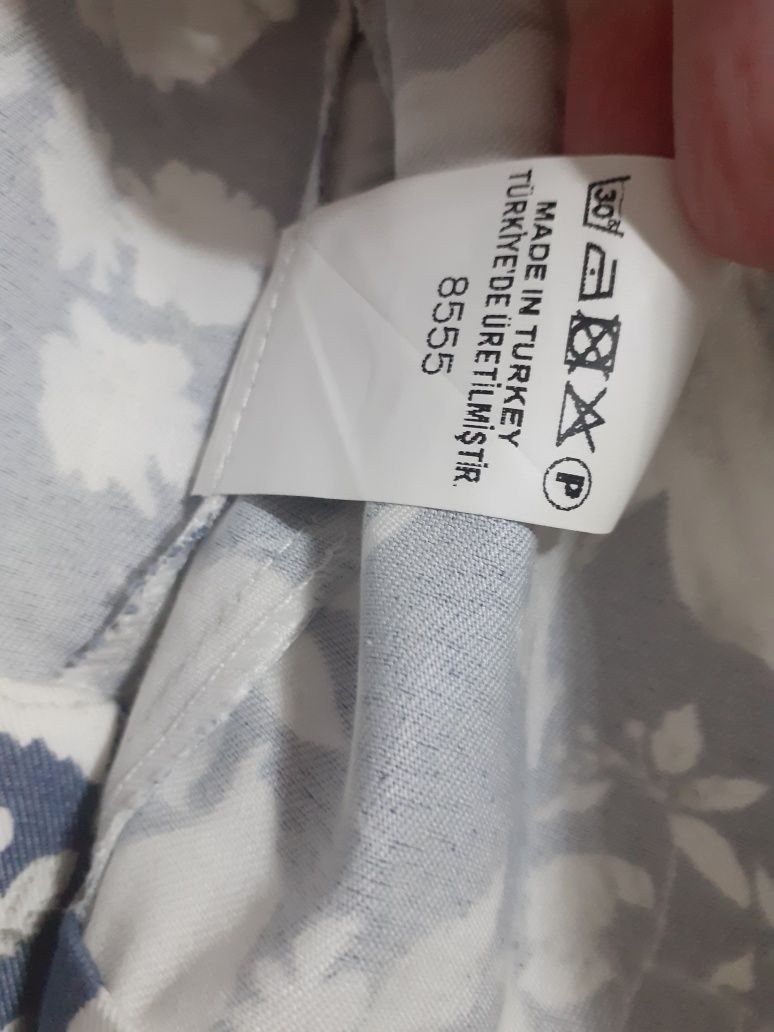 30°
P
MADE IN TURKEY
TÜRKİYE'DE ÜRETİLMİŞTİR.
8555